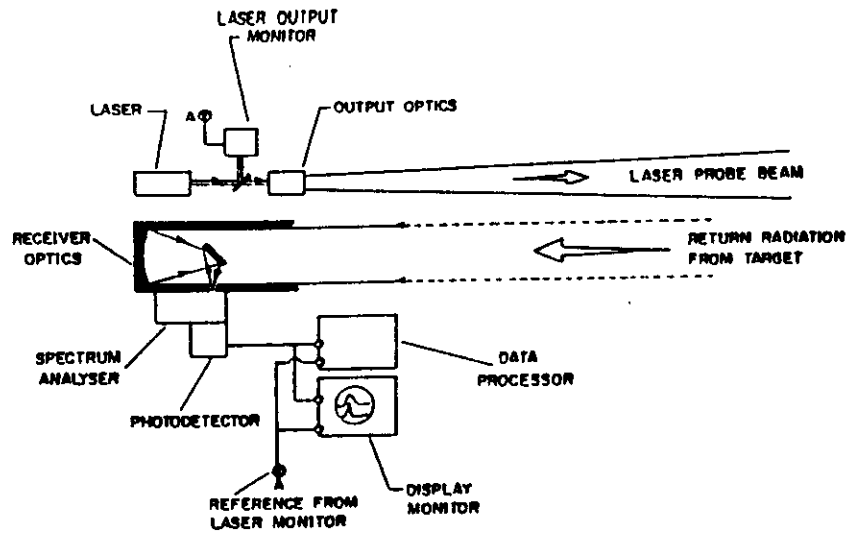 LASER OUTPUT
MONITOR
LASER
A
OUTPUT OPTICS
LASER PROBE BEAM
RECEIVER
OPTICS
RETURN RADIATION
FROM TARGET
SPECTRUM
ANALYSER
DATA
PROCESSOR
PHOTODETECTOR
A
REFERENCE FROM
LASER MONITOR
DISPLAY
MONITOR